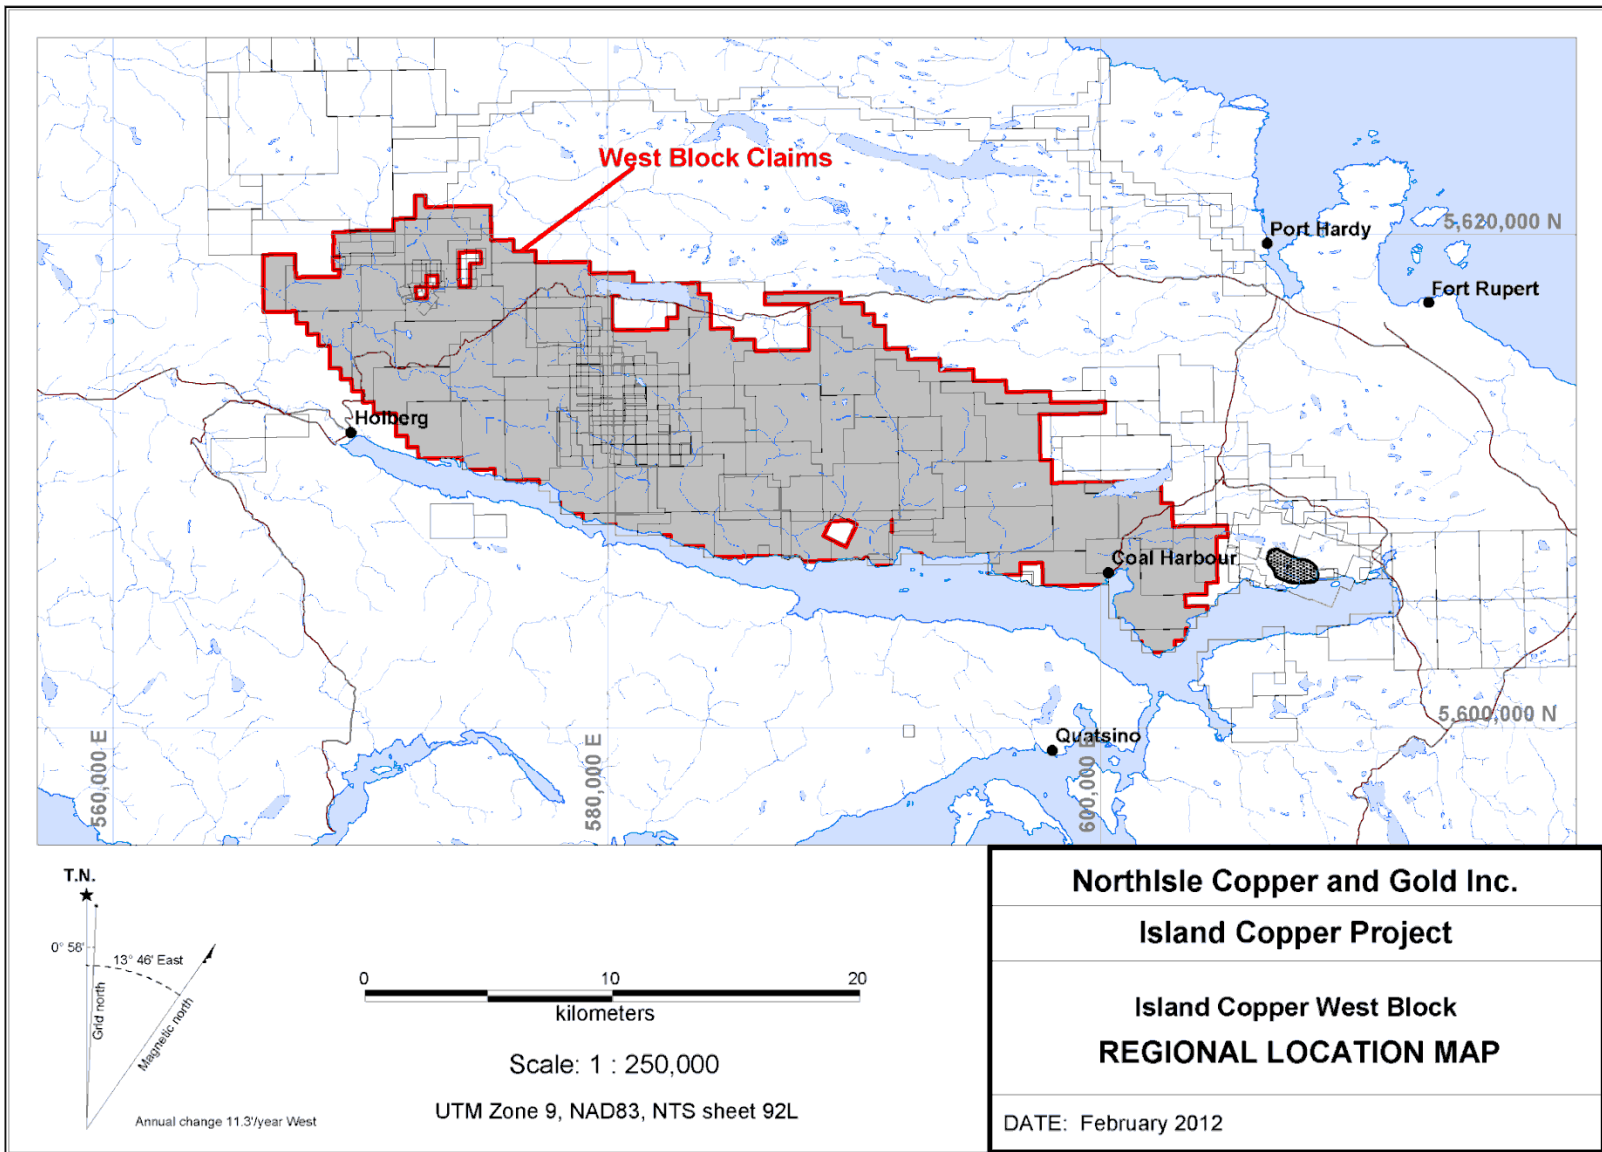 West Block Claims
5,620,000 N
Port Hardy
Fort Rupert
Holberg
Coal Harbour
5,600,000 N
Quatsino
560,000 E
580,000 E
600,000 E
T.N.
0° 58'
13° 46' East
Grid north
Magnetic north
Annual change 11.3'/year West
0 10 20
kilometers
Scale: 1 : 250,000
UTM Zone 9, NAD83, NTS sheet 92L
NorthIsle Copper and Gold Inc.
Island Copper Project
Island Copper West Block
REGIONAL LOCATION MAP
DATE: February 2012